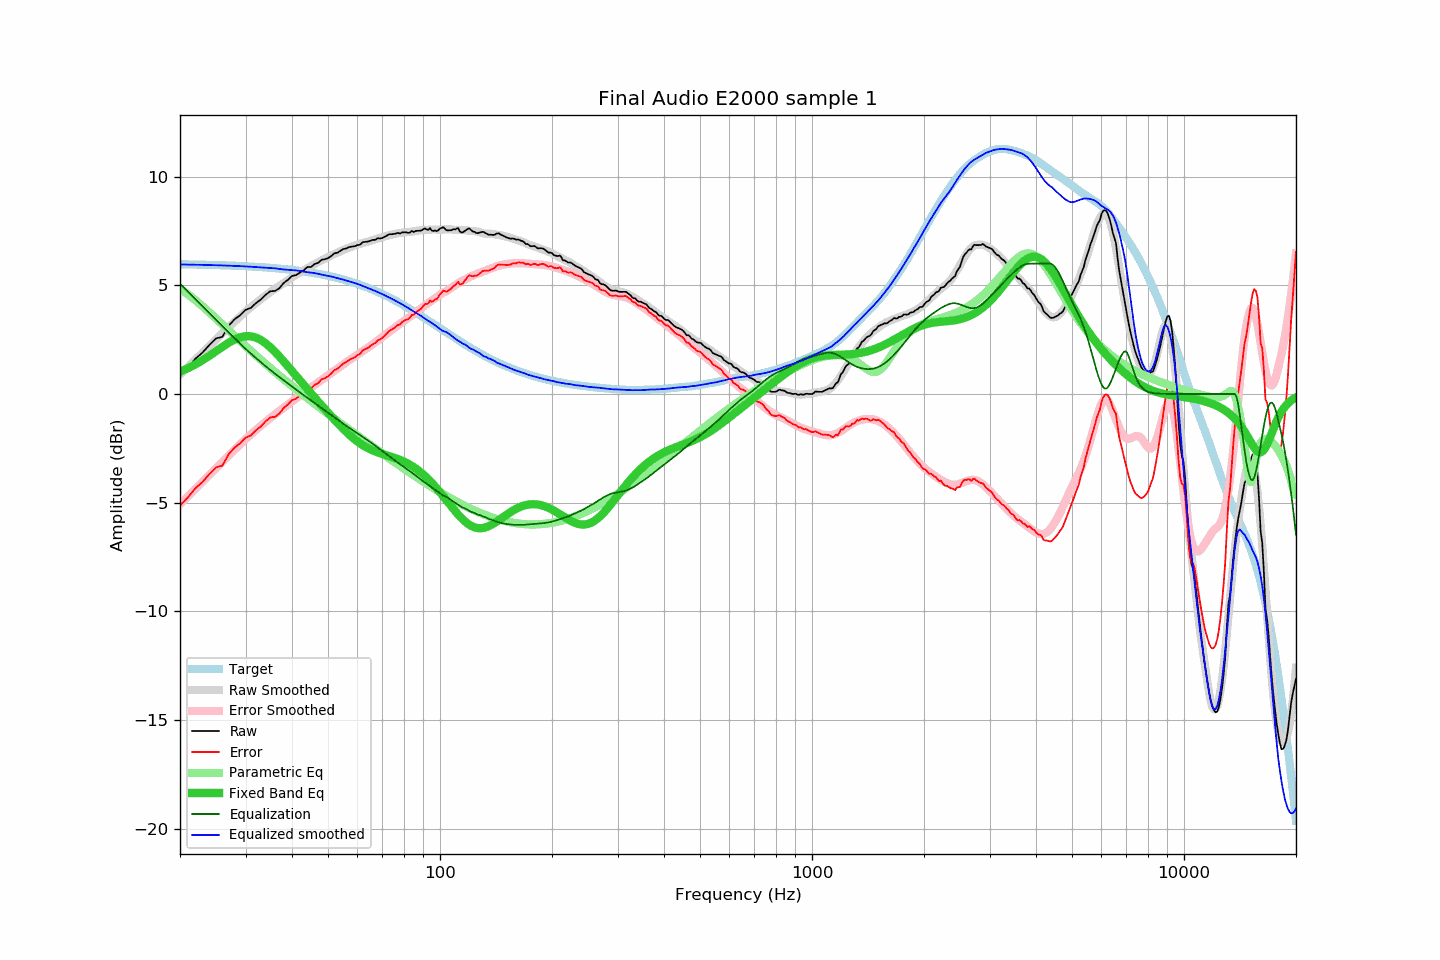 Final Audio E2000 sample 1
10
5
0
−5
−10
−15
−20
Amplitude (dBr)
Target
Raw Smoothed
Error Smoothed
Raw
Error
Parametric Eq
Fixed Band Eq
Equalization
Equalized smoothed
100
1000
10000
Frequency (Hz)